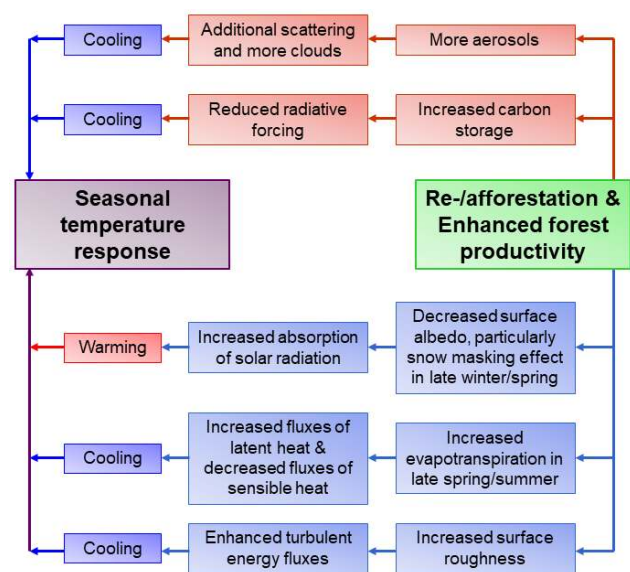 Cooling
Additional scattering
and more clouds
More aerosols
Cooling
Reduced radiative
forcing
Increased carbon
storage
Seasonal
temperature
response
Re-/afforestation &
Enhanced forest
productivity
Warming
Increased absorption
of solar radiation
Decreased surface
albedo, particularly
snow masking effect
in late winter/spring
Cooling
Increased fluxes of
latent heat &
decreased fluxes of
sensible heat
Increased
evapotranspiration in
late spring/summer
Cooling
Enhanced turbulent
energy fluxes
Increased surface
roughness